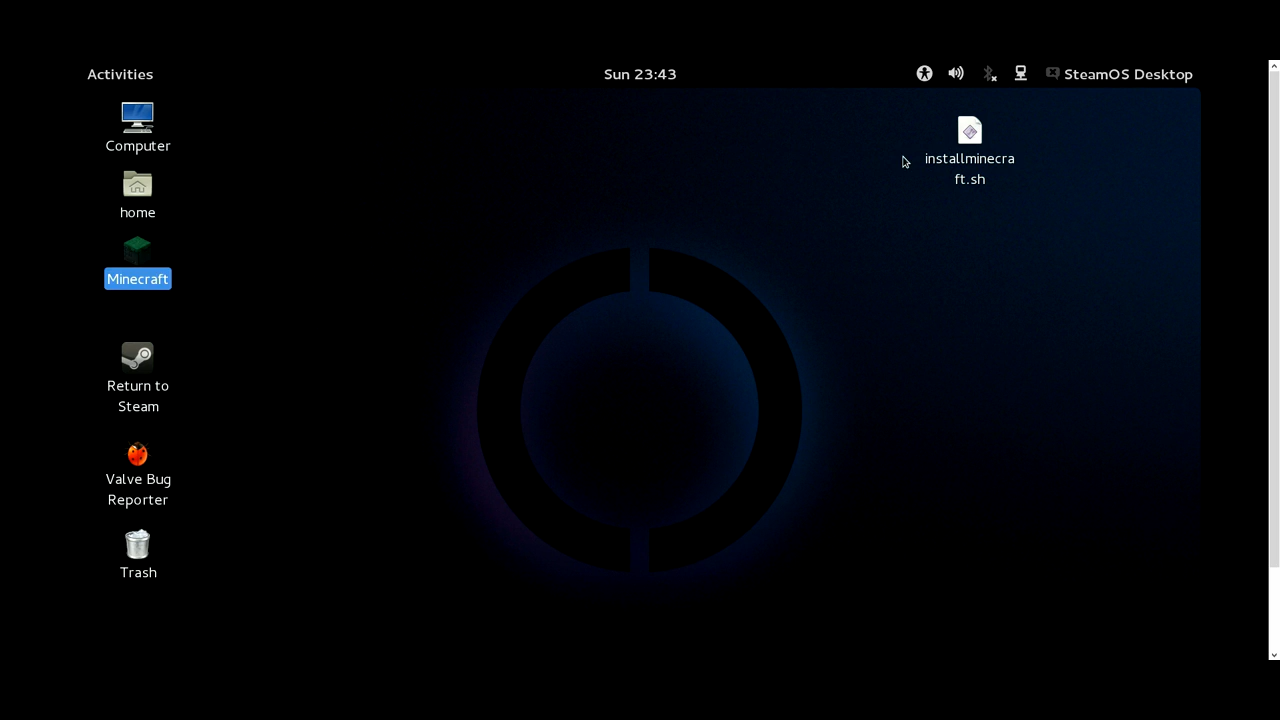 Activities
Sun 23:43
SteamOS Desktop
Computer
home
Minecraft
Return to
Steam
Valve Bug
Reporter
Trash
installminecra
ft.sh